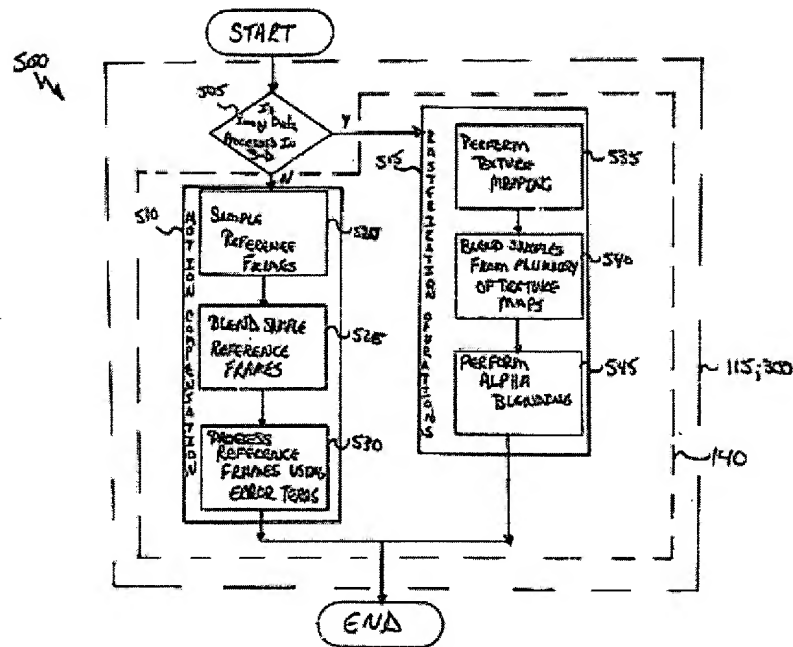 START
500
505
Is
Image Data
Processed In
3-D
Y
N
510
MOTION COMPENSATION
SAMPLE
REFERENCE
FRAMES
520
BLEND SAMPLE
REFERENCE
FRAMES
525
PROCESS
REFERENCE
FRAMES USING
ERROR TERMS
530
515
RASTERIZATION OPERATIONS
PERFORM
TEXTURE
MAPPING
535
BLEND SAMPLES
FROM PLURALITY
OF TEXTURE
MAPS
540
PERFORM
ALPHA
BLENDING
545
115; 300
140
END